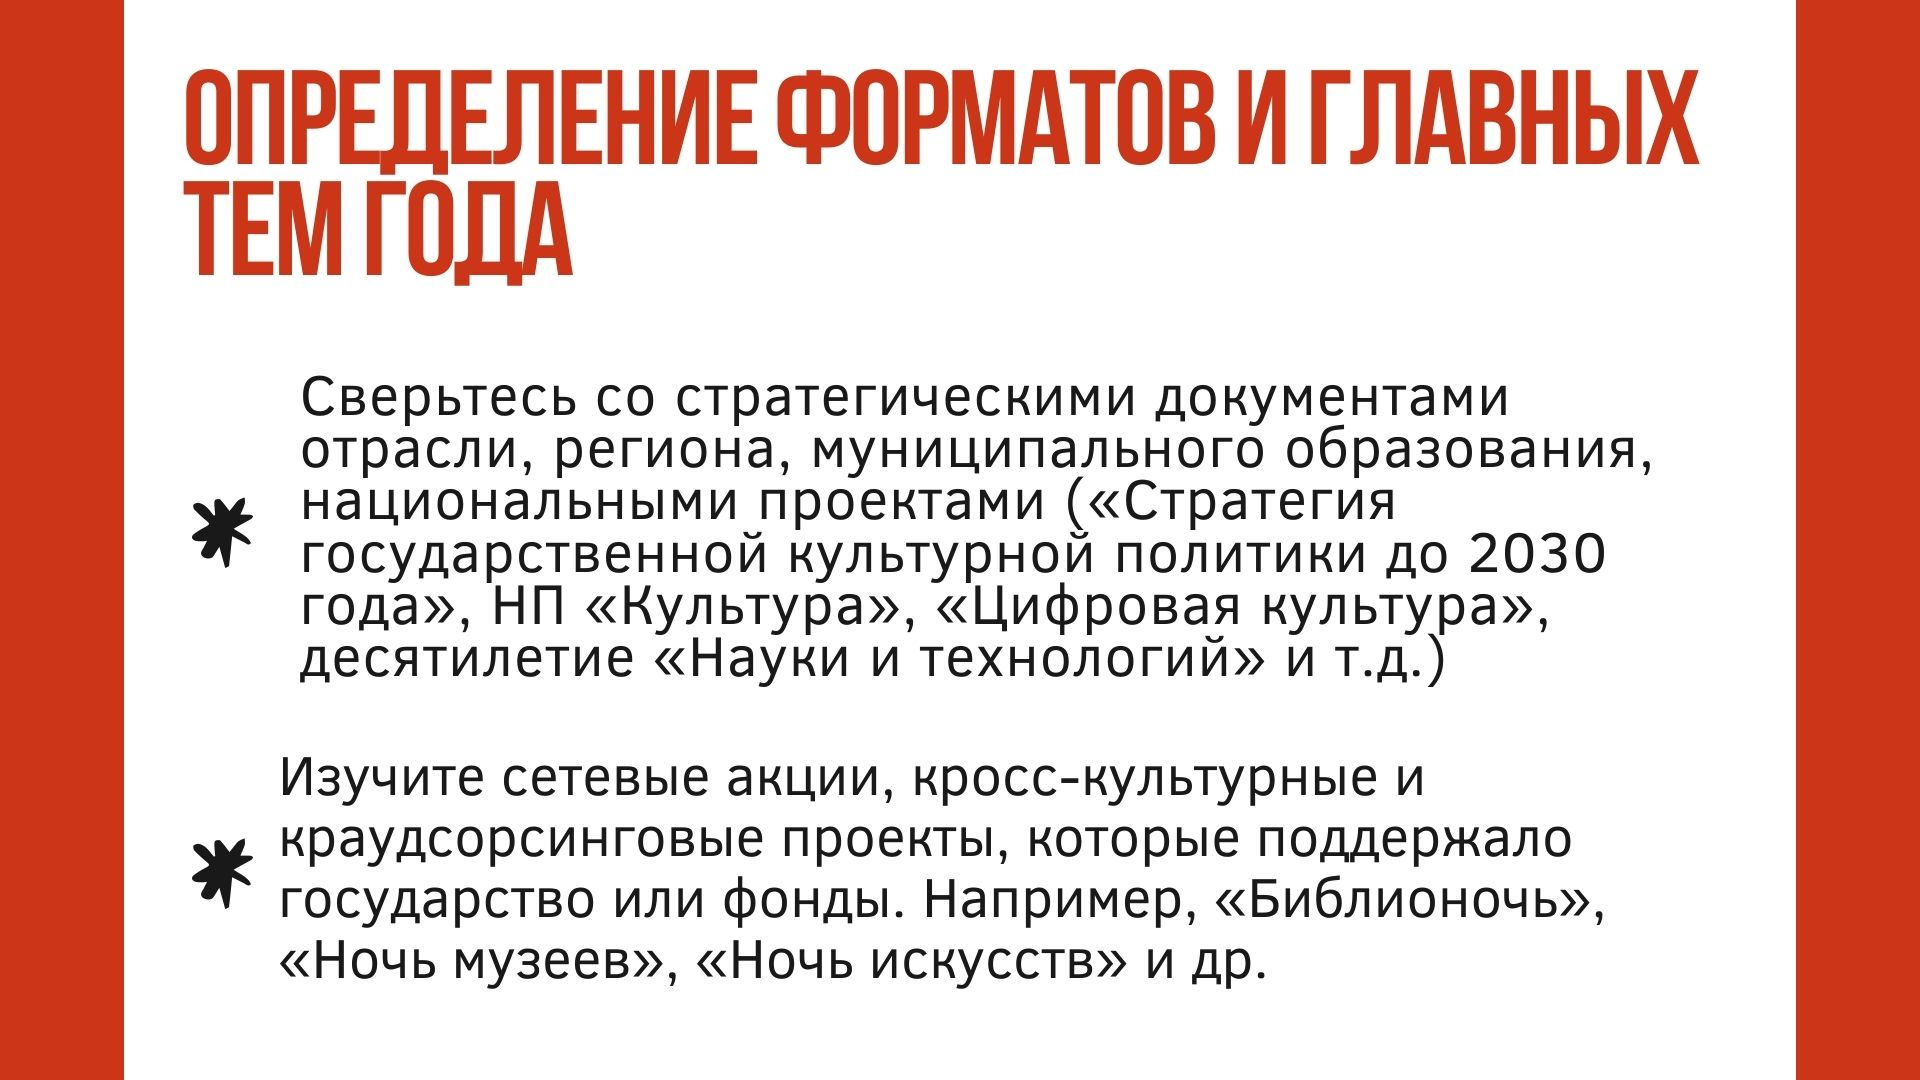 ОПРЕДЕЛЕНИЕ ФОРМАТОВ И ГЛАВНЫХ
ТЕМ ГОДА
Сверьтесь со стратегическими документами
отрасли, региона, муниципального образования,
национальными проектами («Стратегия
государственной культурной политики до 2030
года», НП «Культура», «Цифровая культура»,
десятилетие «Науки и технологий» и т.д.)
Изучите сетевые акции, кросс-культурные и
краудсорсинговые проекты, которые поддержало
государство или фонды. Например, «Библионочь»,
«Ночь музеев», «Ночь искусств» и др.